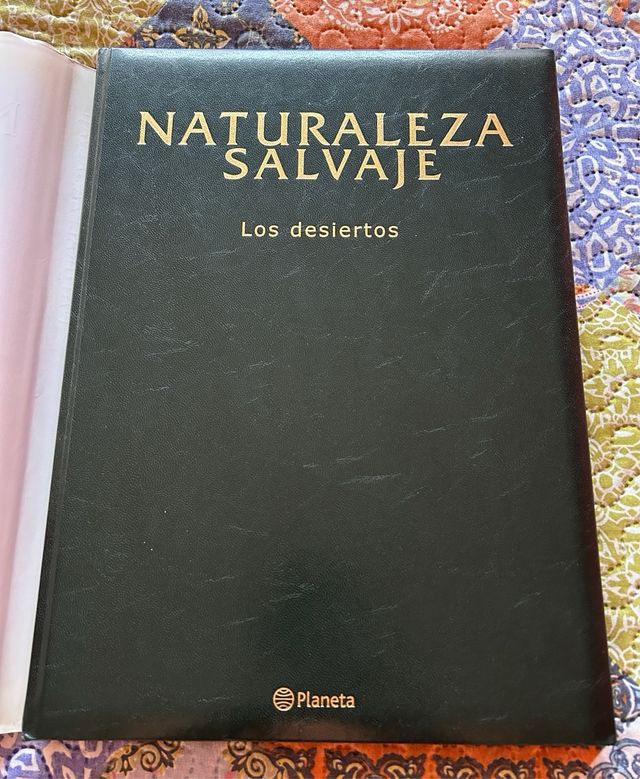 NATURALEZA
SALVAJE
Los desiertos
Planeta